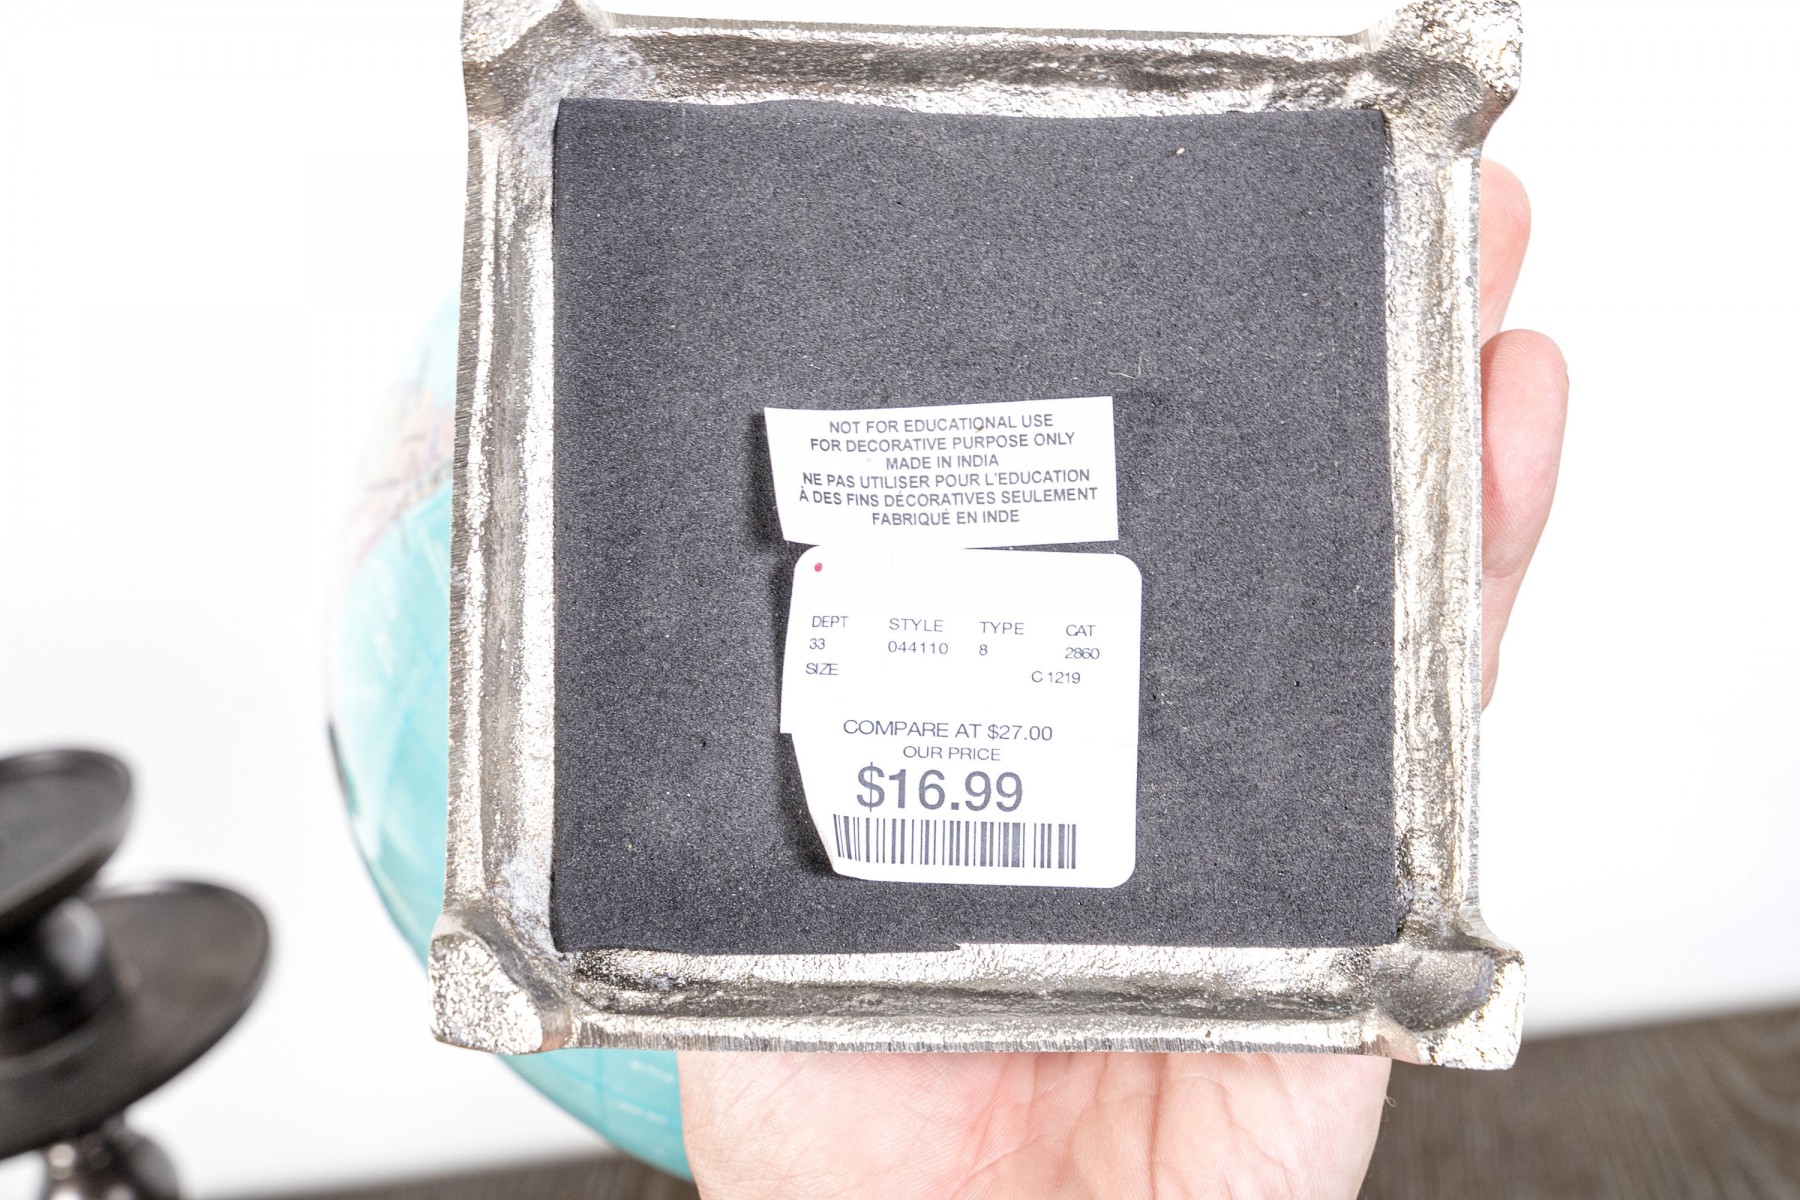 NOT FOR EDUCATIONAL USE
FOR DECORATIVE PURPOSE ONLY
MADE IN INDIA
NE PAS UTILISER POUR L'EDUCATION
À DES FINS DÉCORATIVES SEULEMENT
FABRIQUÉ EN INDE
DEPT STYLE TYPE CAT
33 044110 8 2860
SIZE C 1219
COMPARE AT $27.00
OUR PRICE
$16.99